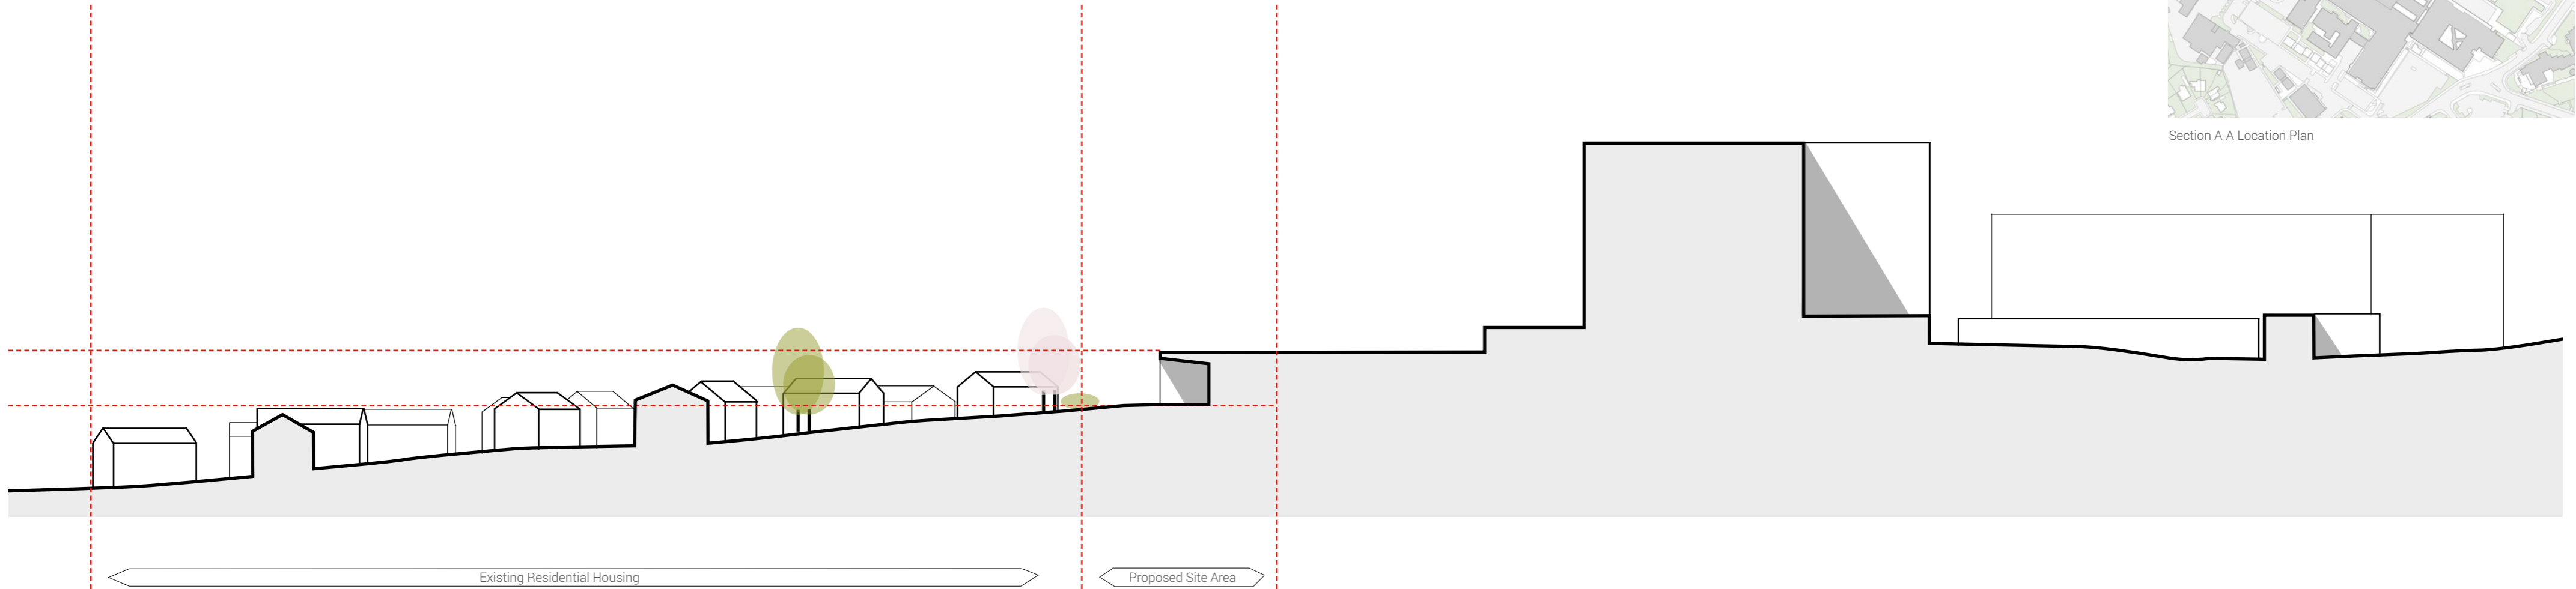 Section A-A Location Plan
Existing Residential Housing
Proposed Site Area